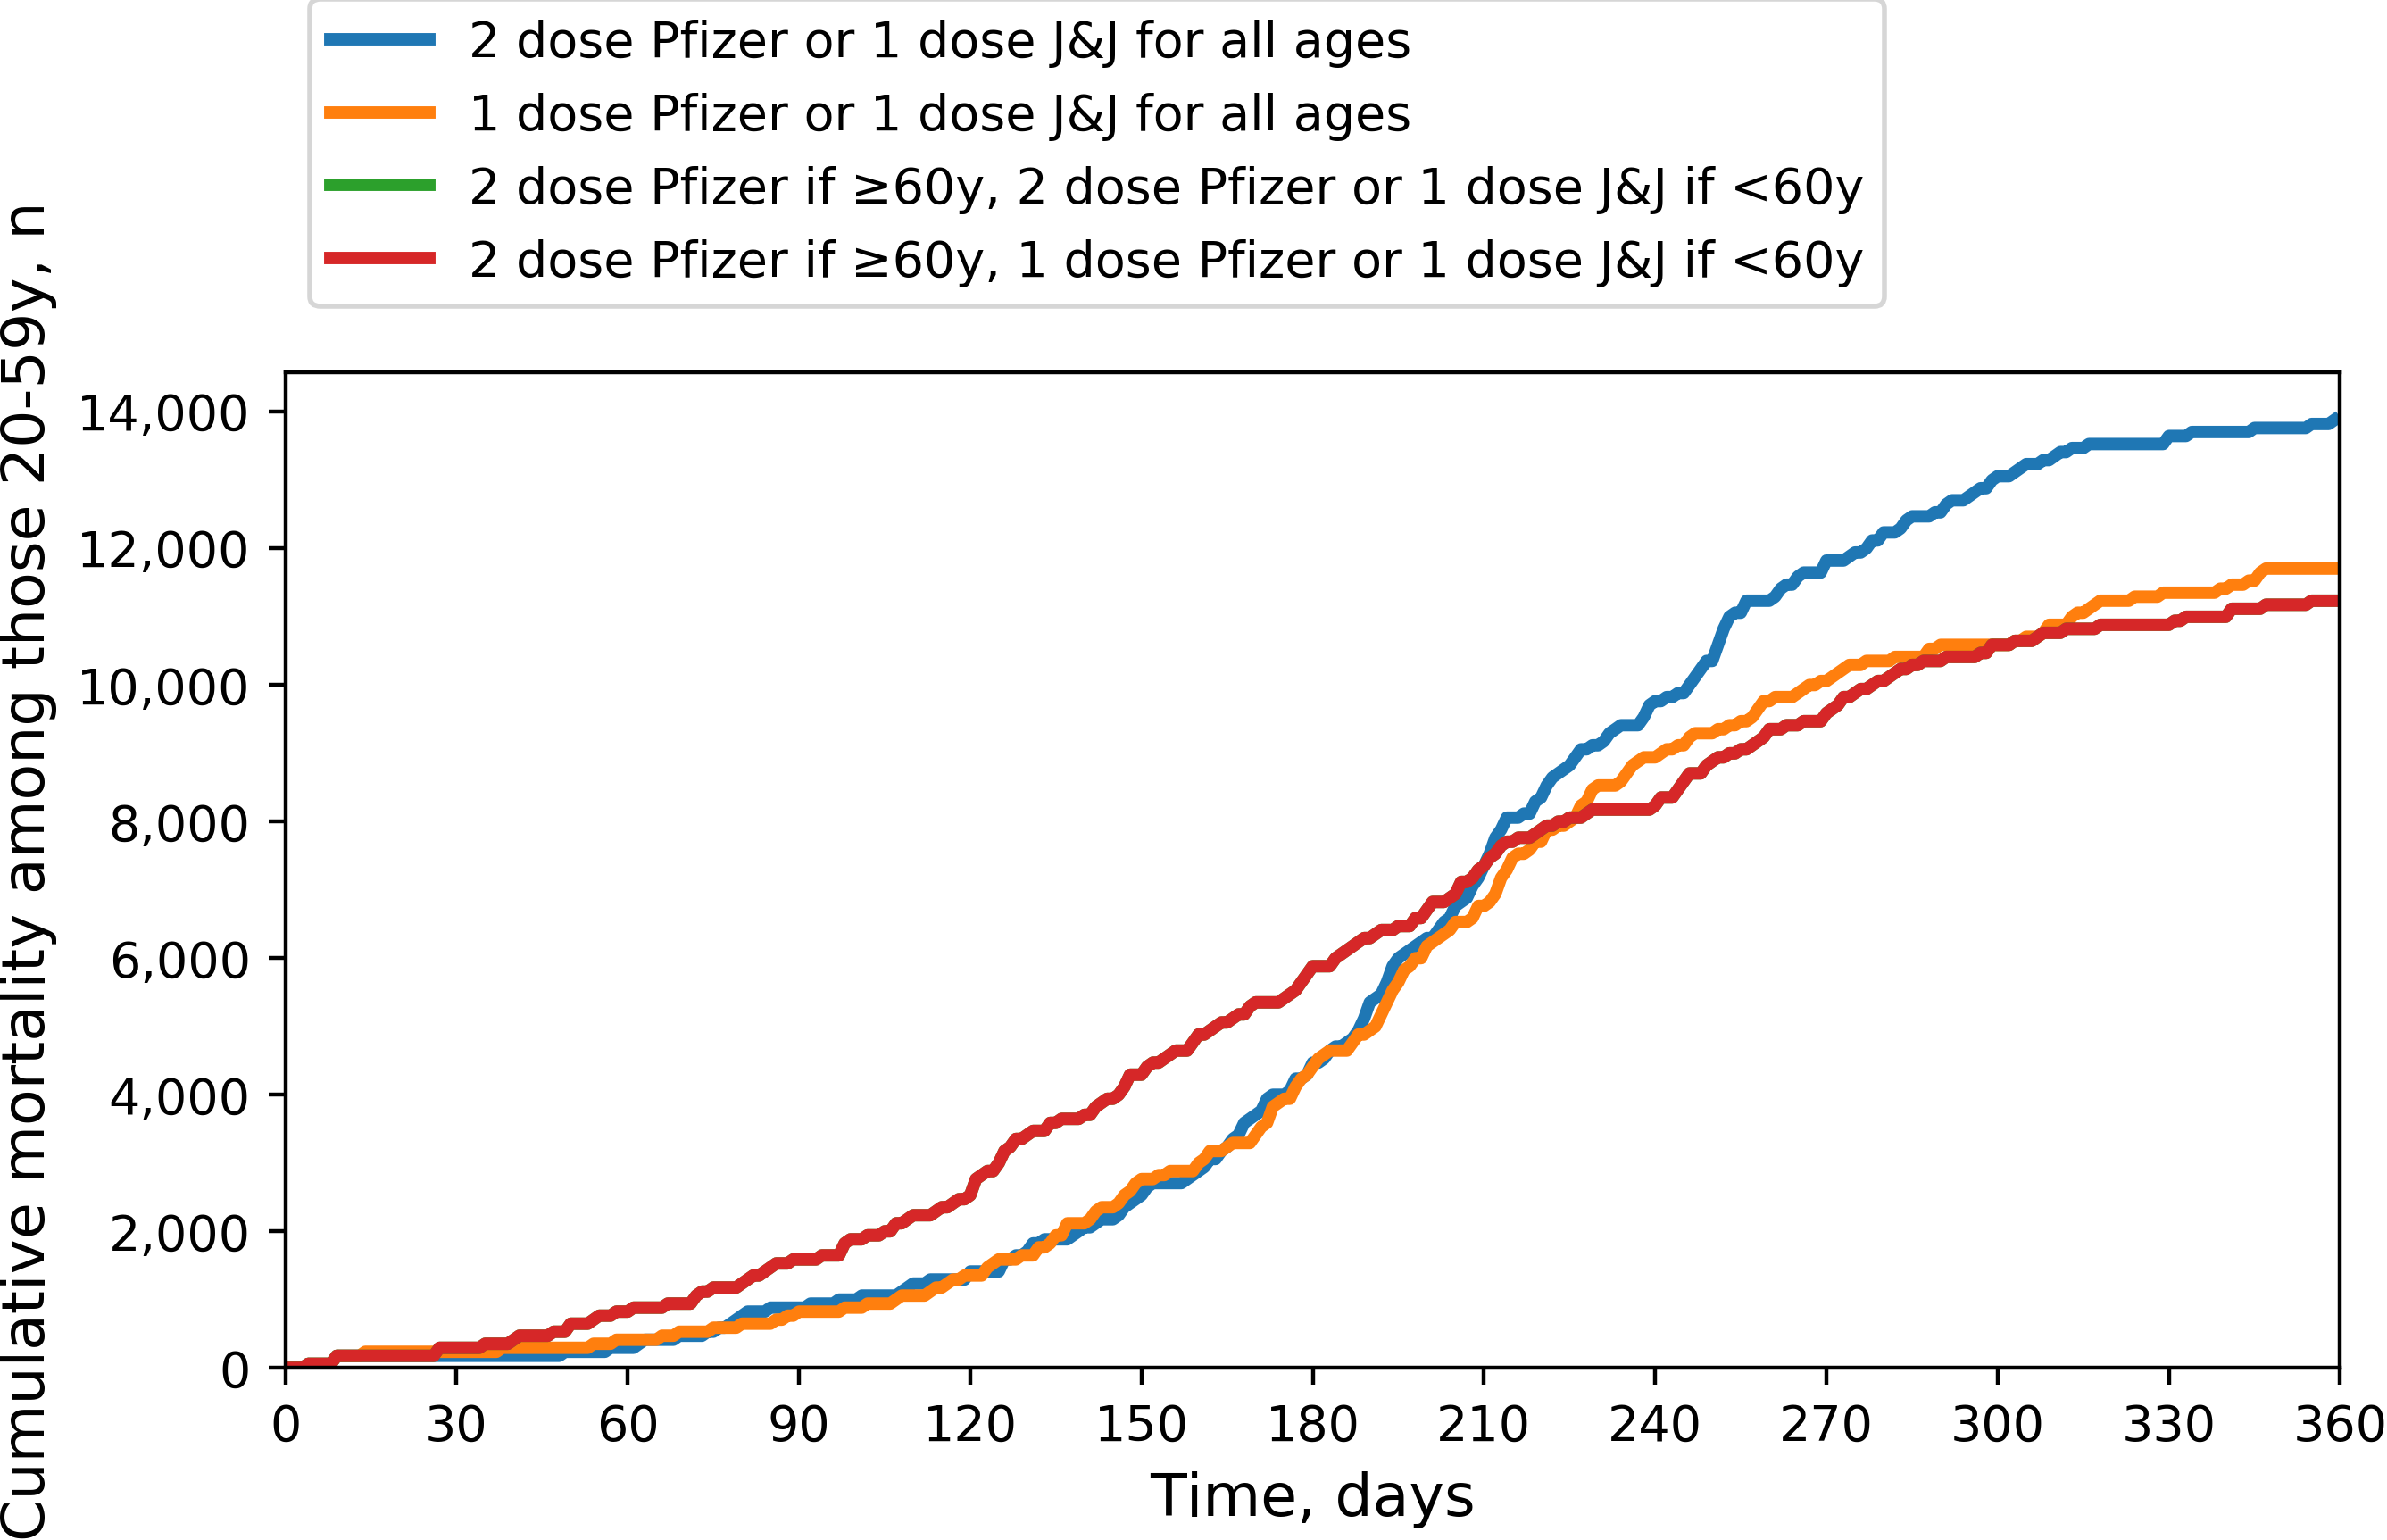 2 dose Pfizer or 1 dose J&J for all ages
1 dose Pfizer or 1 dose J&J for all ages
2 dose Pfizer if ≥60y, 2 dose Pfizer or 1 dose J&J if <60y
2 dose Pfizer if ≥60y, 1 dose Pfizer or 1 dose J&J if <60y
Cumulative mortality among those 20-59y, n
14,000
12,000
10,000
8,000
6,000
4,000
2,000
0
0 30 60 90 120 150 180 210 240 270 300 330 360
Time, days